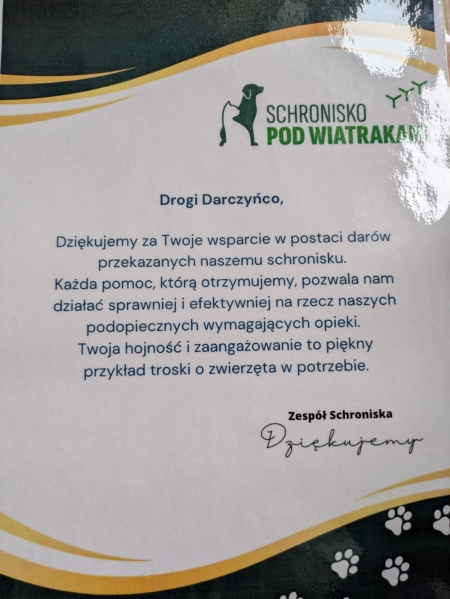 SCHRONISKO
POD WIATRAKAMI
Drogi Darczyńco,
Dziękujemy za Twoje wsparcie w postaci darów
przekazanych naszemu schronisku.
Każda pomoc, którą otrzymujemy, pozwala nam
działać sprawniej i efektywniej na rzecz naszych
podopiecznych wymagających opieki.
Twoja hojność i zaangażowanie to piękny
przykład troski o zwierzęta w potrzebie.
Zespół Schroniska
Dziękujemy